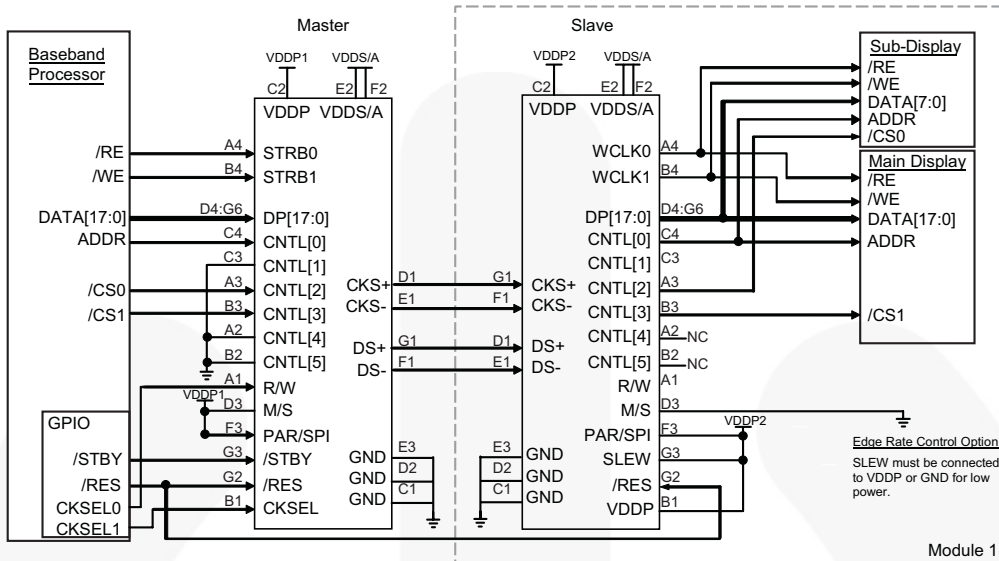 Master
Slave
Baseband
Processor
/RE
/WE
DATA[17:0]
ADDR
/CS0
/CS1
GPIO
/STBY
/RES
CKSEL0
CKSEL1
VDDP1
VDDS/A
C2
E2
F2
VDDP
VDDS/A
A4
STRB0
B4
STRB1
D4:G6
DP[17:0]
C4
CNTL[0]
C3
CNTL[1]
A3
CNTL[2]
B3
CNTL[3]
A2
CNTL[4]
B2
CNTL[5]
A1
R/W
VDDP1
D3
M/S
F3
PAR/SPI
G3
/STBY
G2
/RES
B1
CKSEL
CKS+
D1
CKS-
E1
DS+
G1
DS-
F1
GND
E3
GND
D2
GND
C1
VDDP2
VDDS/A
C2
E2
F2
VDDP
VDDS/A
G1
CKS+
F1
CKS-
D1
DS+
E1
DS-
E3
GND
D2
GND
C1
GND
WCLK0
A4
WCLK1
B4
DP[17:0]
D4:G6
CNTL[0]
C4
CNTL[1]
C3
CNTL[2]
A3
CNTL[3]
B3
CNTL[4]
A2
NC
CNTL[5]
B2
NC
R/W
A1
M/S
D3
PAR/SPI
F3
VDDP2
SLEW
G3
/RES
G2
VDDP
B1
Sub-Display
/RE
/WE
DATA[7:0]
ADDR
/CS0
Main Display
/RE
/WE
DATA[17:0]
ADDR
/CS1
Edge Rate Control Option
SLEW must be connected
to VDDP or GND for low
power.
Module 1